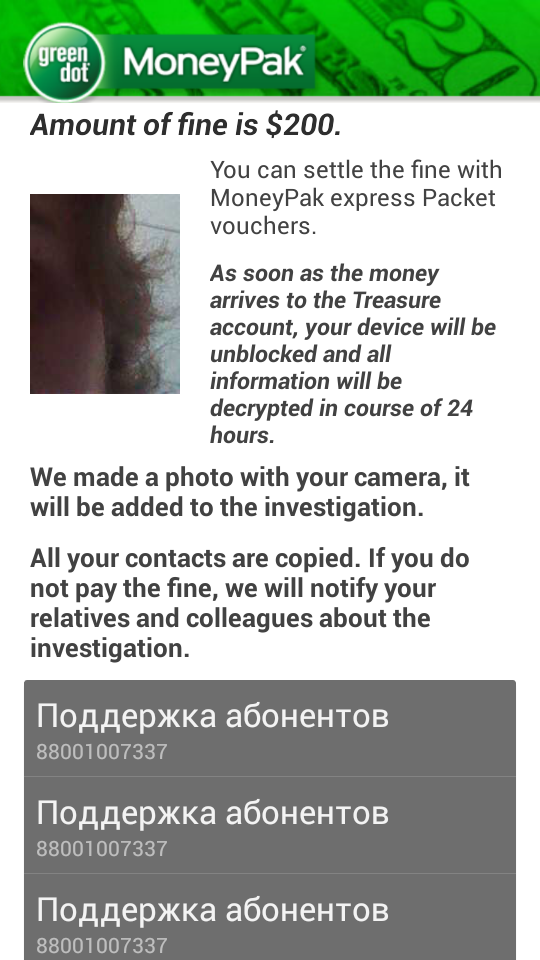 green
dot
MoneyPak®
Amount of fine is $200.
You can settle the fine with
MoneyPak express Packet
vouchers.
As soon as the money
arrives to the Treasure
account, your device will be
unblocked and all
information will be
decrypted in course of 24
hours.
We made a photo with your camera, it
will be added to the investigation.
All your contacts are copied. If you do
not pay the fine, we will notify your
relatives and colleagues about the
investigation.
Поддержка абонентов
88001007337
Поддержка абонентов
88001007337
Поддержка абонентов
88001007337